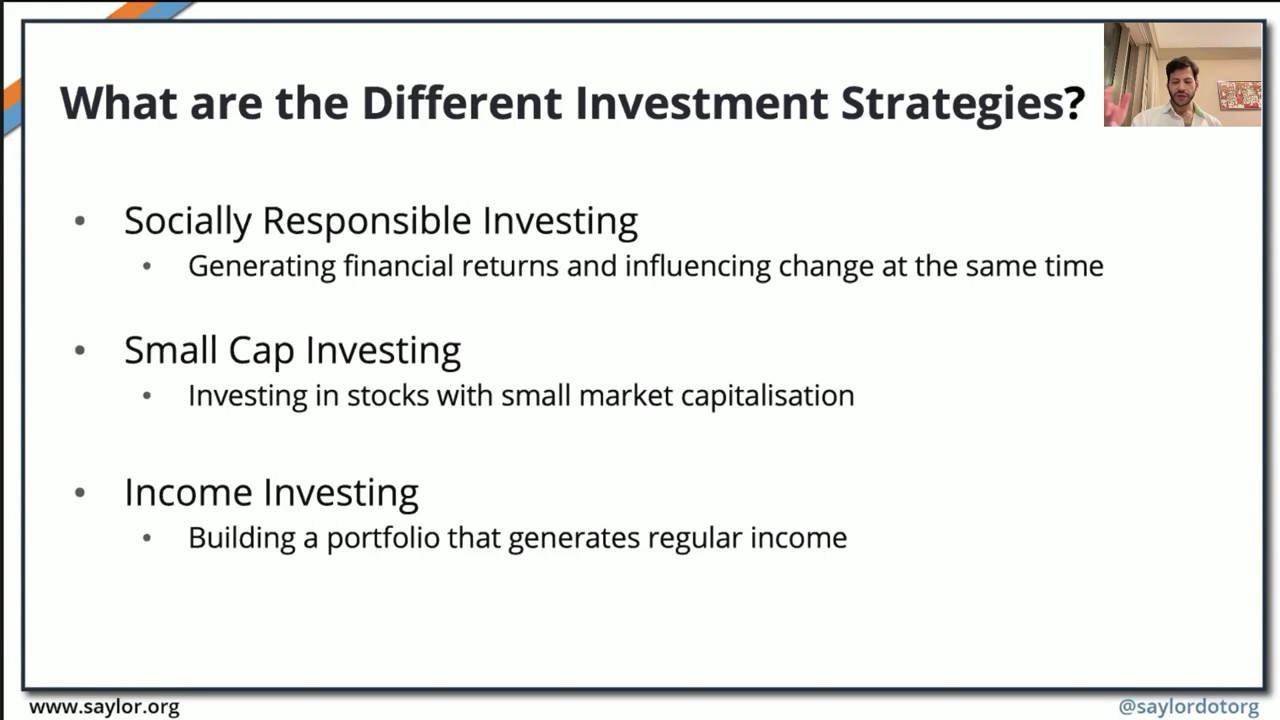 What are the Different Investment Strategies?
• Socially Responsible Investing
• Generating financial returns and influencing change at the same time
• Small Cap Investing
• Investing in stocks with small market capitalisation
• Income Investing
• Building a portfolio that generates regular income
www.saylor.org
@saylordotorg